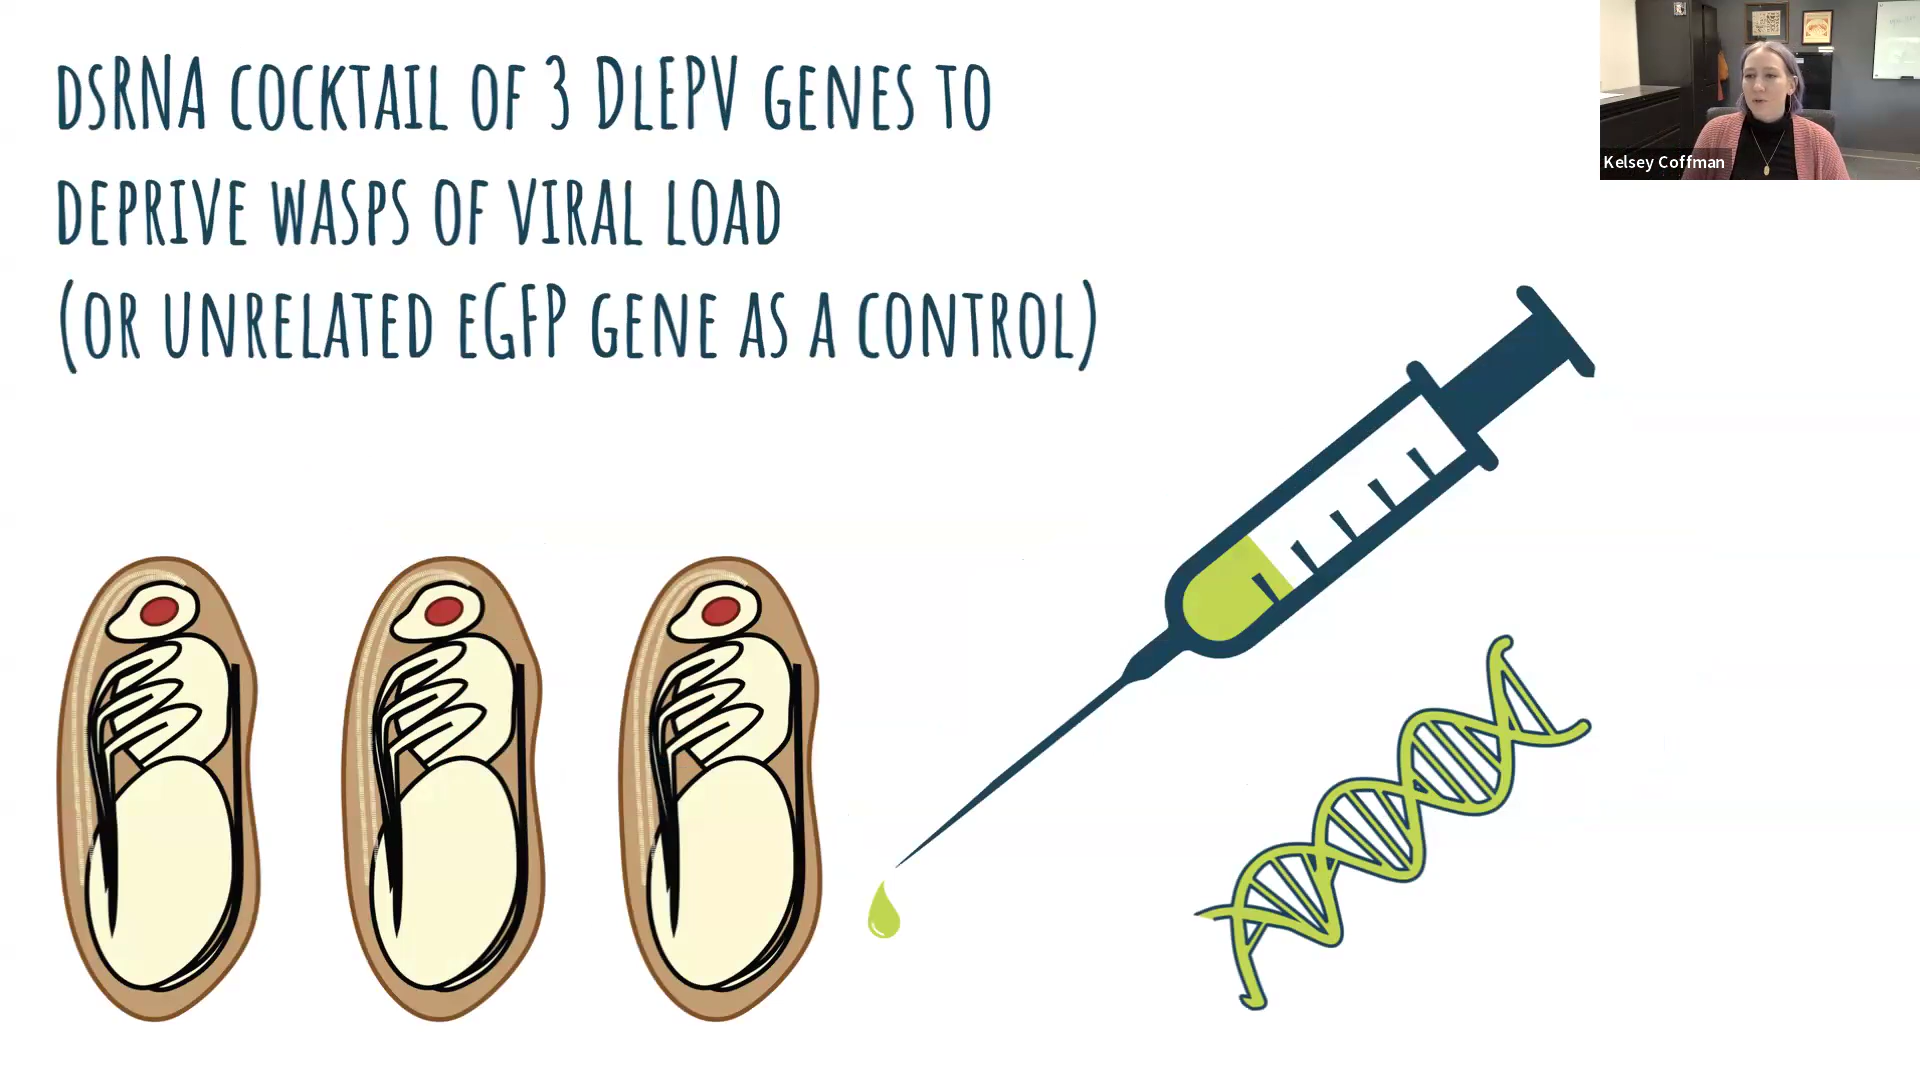 dsRNA cocktail of 3 DlEPV genes to
deprive wasps of viral load
(or unrelated eGFP gene as a control)
Kelsey Coffman